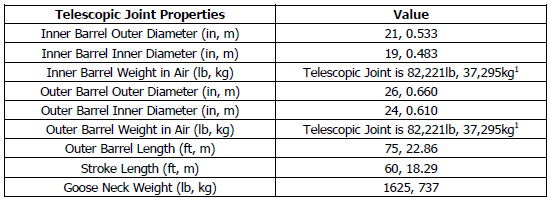 Telescopic Joint Properties Value
Inner Barrel Outer Diameter (in, m) 21, 0.533
Inner Barrel Inner Diameter (in, m) 19, 0.483
Inner Barrel Weight in Air (lb, kg) Telescopic Joint is 82,221lb, 37,295kg¹
Outer Barrel Outer Diameter (in, m) 26, 0.660
Outer Barrel Inner Diameter (in, m) 24, 0.610
Outer Barrel Weight in Air (lb, kg) Telescopic Joint is 82,221lb, 37,295kg¹
Outer Barrel Length (ft, m) 75, 22.86
Stroke Length (ft, m) 60, 18.29
Goose Neck Weight (lb, kg) 1625, 737